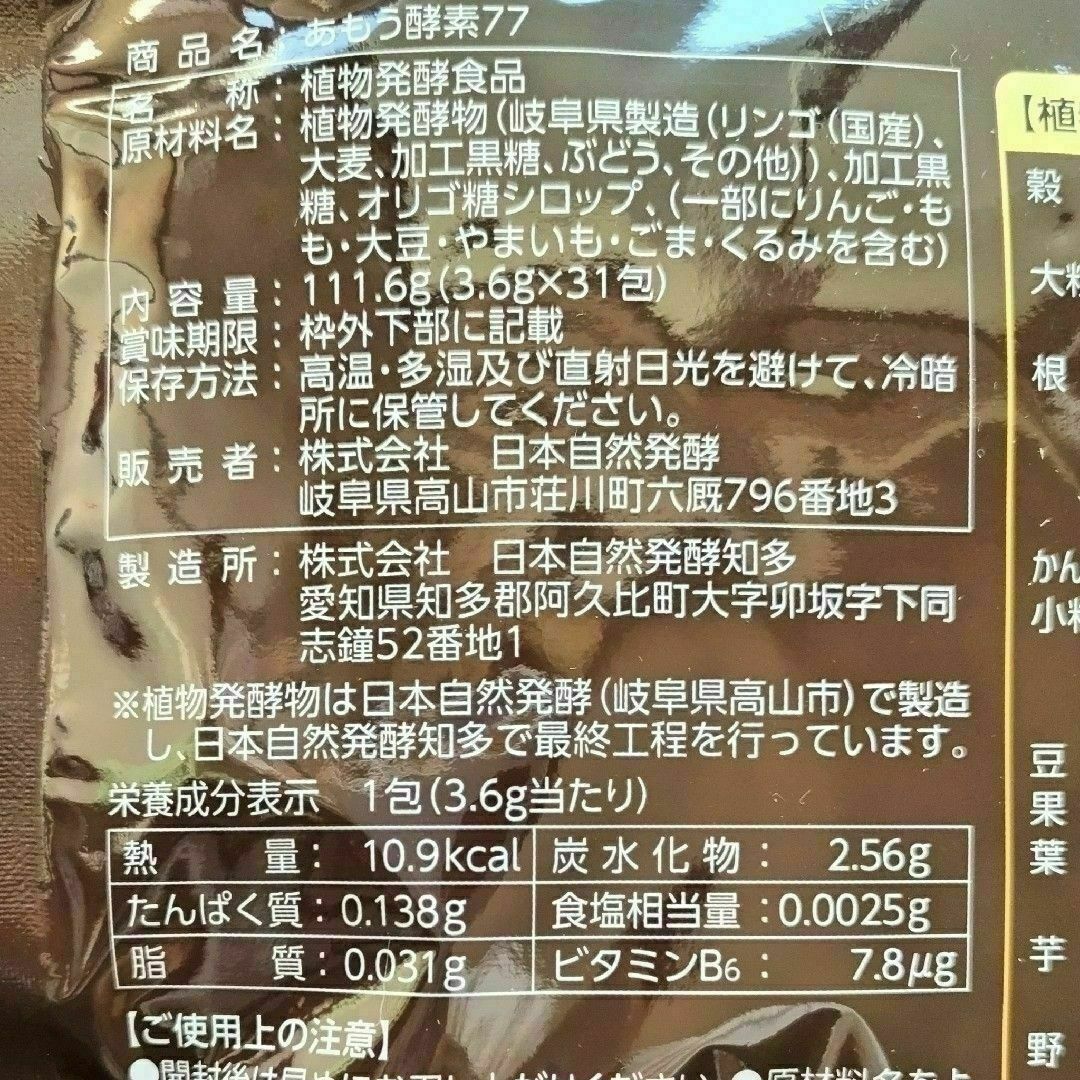 商品名：あもう酵素77
名称：植物発酵食品
原材料名：植物発酵物(岐阜県製造(リンゴ(国産)、
大麦、加工黒糖、ぶどう、その他))、加工黒
糖、オリゴ糖シロップ、(一部にりんご・も
も・大豆・やまいも・ごま・くるみを含む)
内容量：111.6g(3.6g×31包)
賞味期限：枠外下部に記載
保存方法：高温・多湿及び直射日光を避けて、冷暗
所に保管してください。
販売者：株式会社　日本自然発酵
岐阜県高山市荘川町六厩796番地3
製造所：株式会社　日本自然発酵知多
愛知県知多郡阿久比町大字卯坂字下同
志鐘52番地1
※植物発酵物は日本自然発酵(岐阜県高山市)で製造
し、日本自然発酵知多で最終工程を行っています。
栄養成分表示　1包(3.6g当たり)
熱量：10.9kcal 炭水化物：2.56g
たんぱく質：0.138g 食塩相当量：0.0025g
脂質：0.031g ビタミンB6：7.8μg
【ご使用上の注意】
●開封後は
【植
穀
大
根
かん
小
豆
果
葉
芋
野